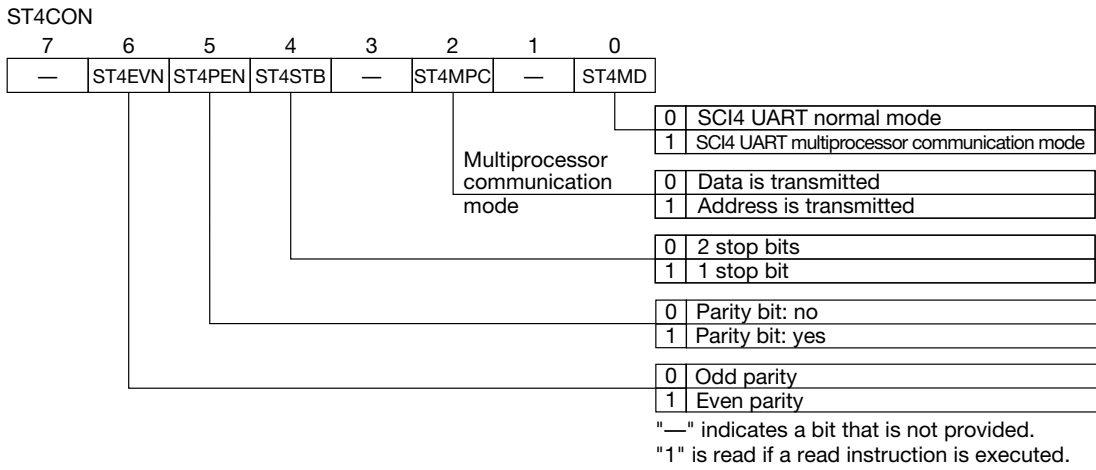 ST4CON
7 6 5 4 3 2 1 0
— ST4EVN ST4PEN ST4STB — ST4MPC — ST4MD
0 SCI4 UART normal mode
1 SCI4 UART multiprocessor communication mode
Multiprocessor
communication
mode
0 Data is transmitted
1 Address is transmitted
0 2 stop bits
1 1 stop bit
0 Parity bit: no
1 Parity bit: yes
0 Odd parity
1 Even parity
"—" indicates a bit that is not provided.
"1" is read if a read instruction is executed.